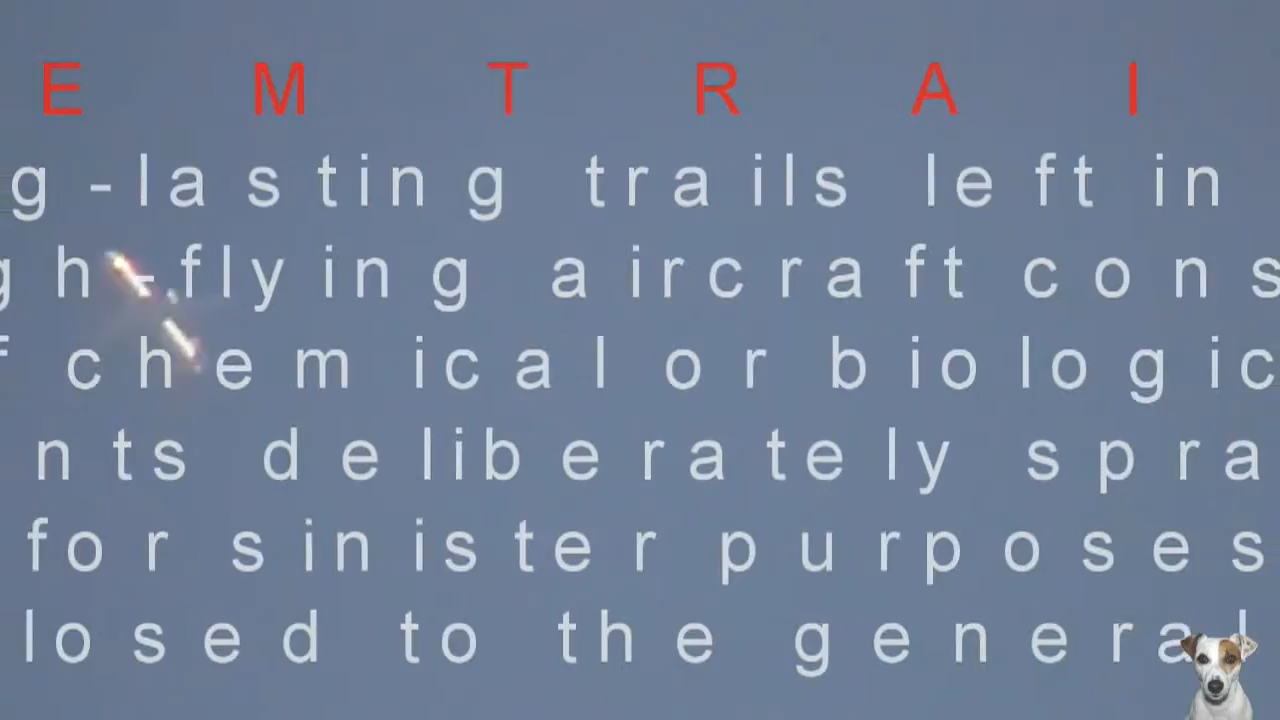 E M T R A I
g-lasting trails left in
gh-flying aircraft cons
f chemical or biologic
nts deliberately spra
for sinister purposes
losed to the general